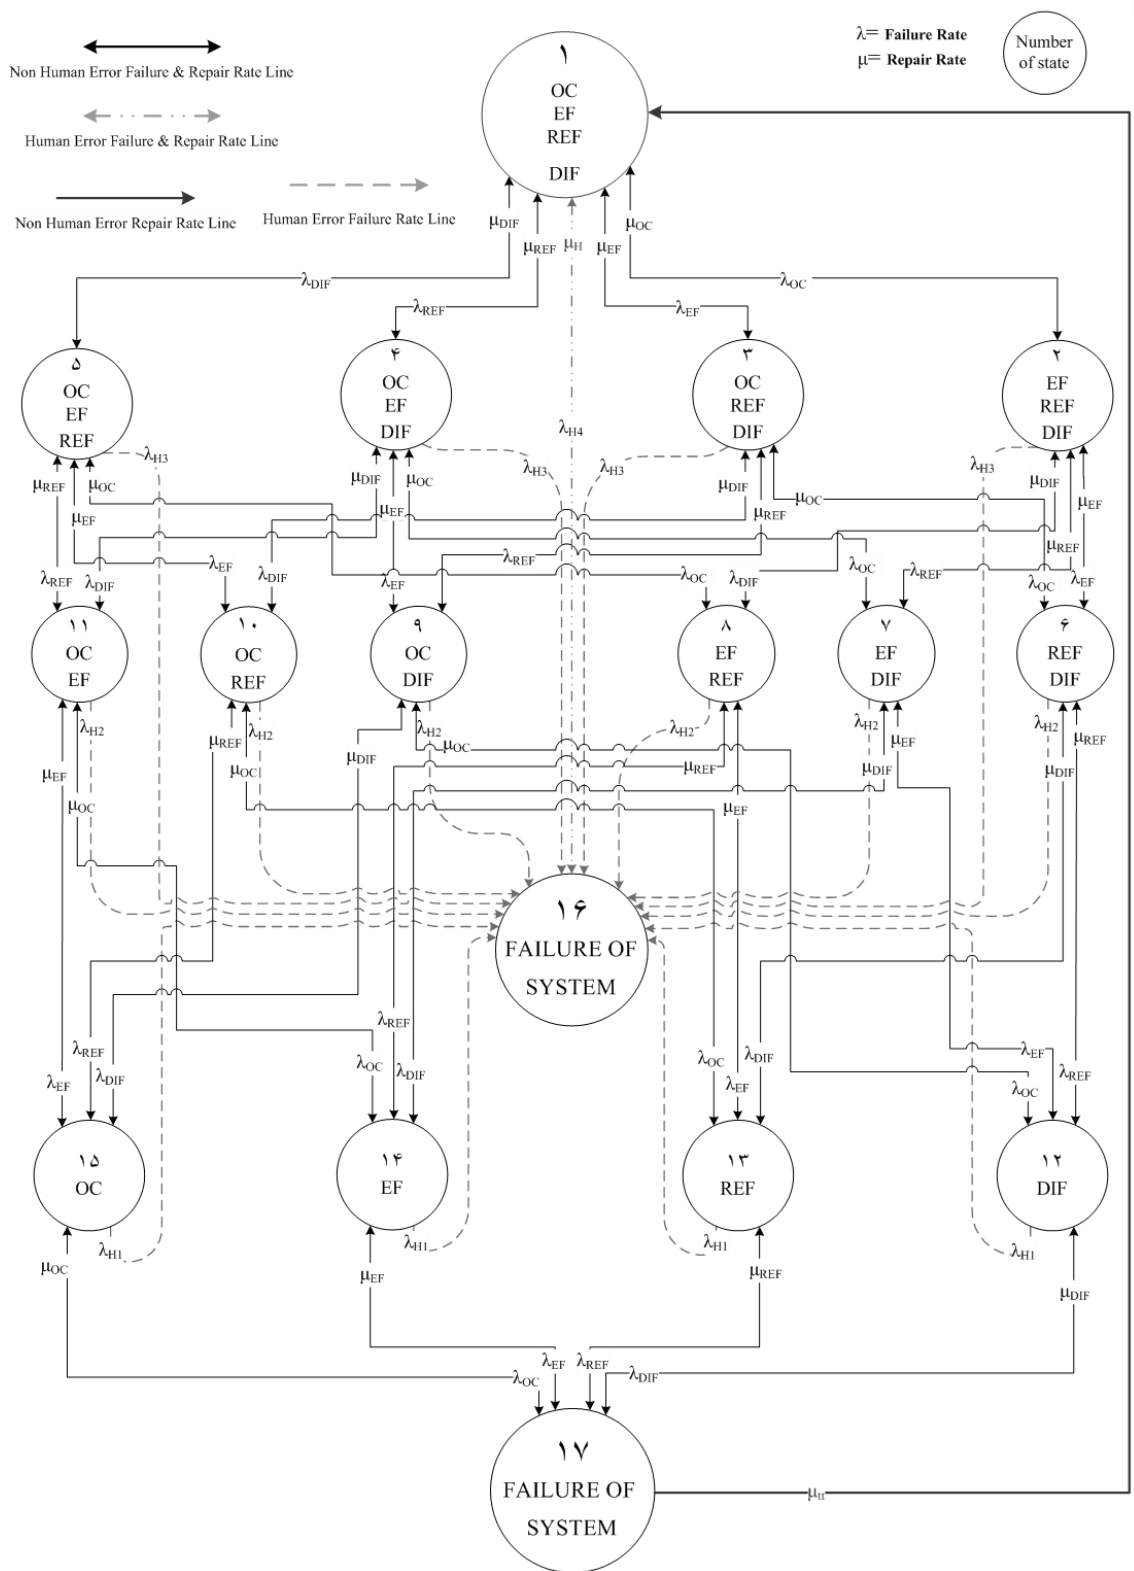 λ= Failure Rate
μ= Repair Rate
Number
of state
Non Human Error Failure & Repair Rate Line
Human Error Failure & Repair Rate Line
Non Human Error Repair Rate Line
Human Error Failure Rate Line
۱
OC
EF
REF
DIF
μDIF
μREF
μH
μEF
μOC
λDIF
λREF
λEF
λOC
۵
OC
EF
REF
۴
OC
EF
DIF
۳
OC
REF
DIF
۲
EF
REF
DIF
λH4
λH3
λH3
λH3
λH3
μREF
μOC
μEF
μDIF
μOC
μEF
μDIF
μOC
μREF
μDIF
μEF
μREF
λREF
λDIF
λEF
λDIF
λEF
λREF
λOC
λDIF
λOC
λREF
λOC
λEF
۱۱
OC
EF
۱۰
OC
REF
۹
OC
DIF
۸
EF
REF
۷
EF
DIF
۶
REF
DIF
λH2
λH2
λH2
λH2
λH2
λH2
μEF
μOC
μREF
μOC
μDIF
μOC
μREF
μEF
μDIF
μEF
μDIF
μREF
۱۶
FAILURE OF
SYSTEM
λEF
λREF
λDIF
λOC
λREF
λDIF
λOC
λEF
λDIF
λOC
λEF
λREF
۱۵
OC
۱۴
EF
۱۳
REF
۱۲
DIF
λH1
λH1
λH1
λH1
μOC
μEF
μREF
μDIF
λOC
λEF
λREF
λDIF
۱۷
FAILURE OF
SYSTEM